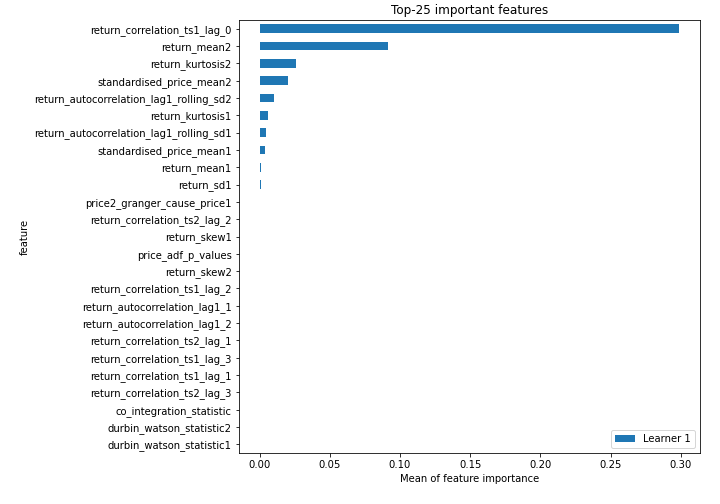 Top-25 important features
return_correlation_ts1_lag_0
return_mean2
return_kurtosis2
standardised_price_mean2
return_autocorrelation_lag1_rolling_sd2
return_kurtosis1
return_autocorrelation_lag1_rolling_sd1
standardised_price_mean1
return_mean1
return_sd1
price2_granger_cause_price1
return_correlation_ts2_lag_2
return_skew1
price_adf_p_values
return_skew2
return_correlation_ts1_lag_2
return_autocorrelation_lag1_1
return_autocorrelation_lag1_2
return_correlation_ts2_lag_1
return_correlation_ts1_lag_3
return_correlation_ts1_lag_1
return_correlation_ts2_lag_3
co_integration_statistic
durbin_watson_statistic2
durbin_watson_statistic1
feature
Learner 1
0.00 0.05 0.10 0.15 0.20 0.25 0.30
Mean of feature importance